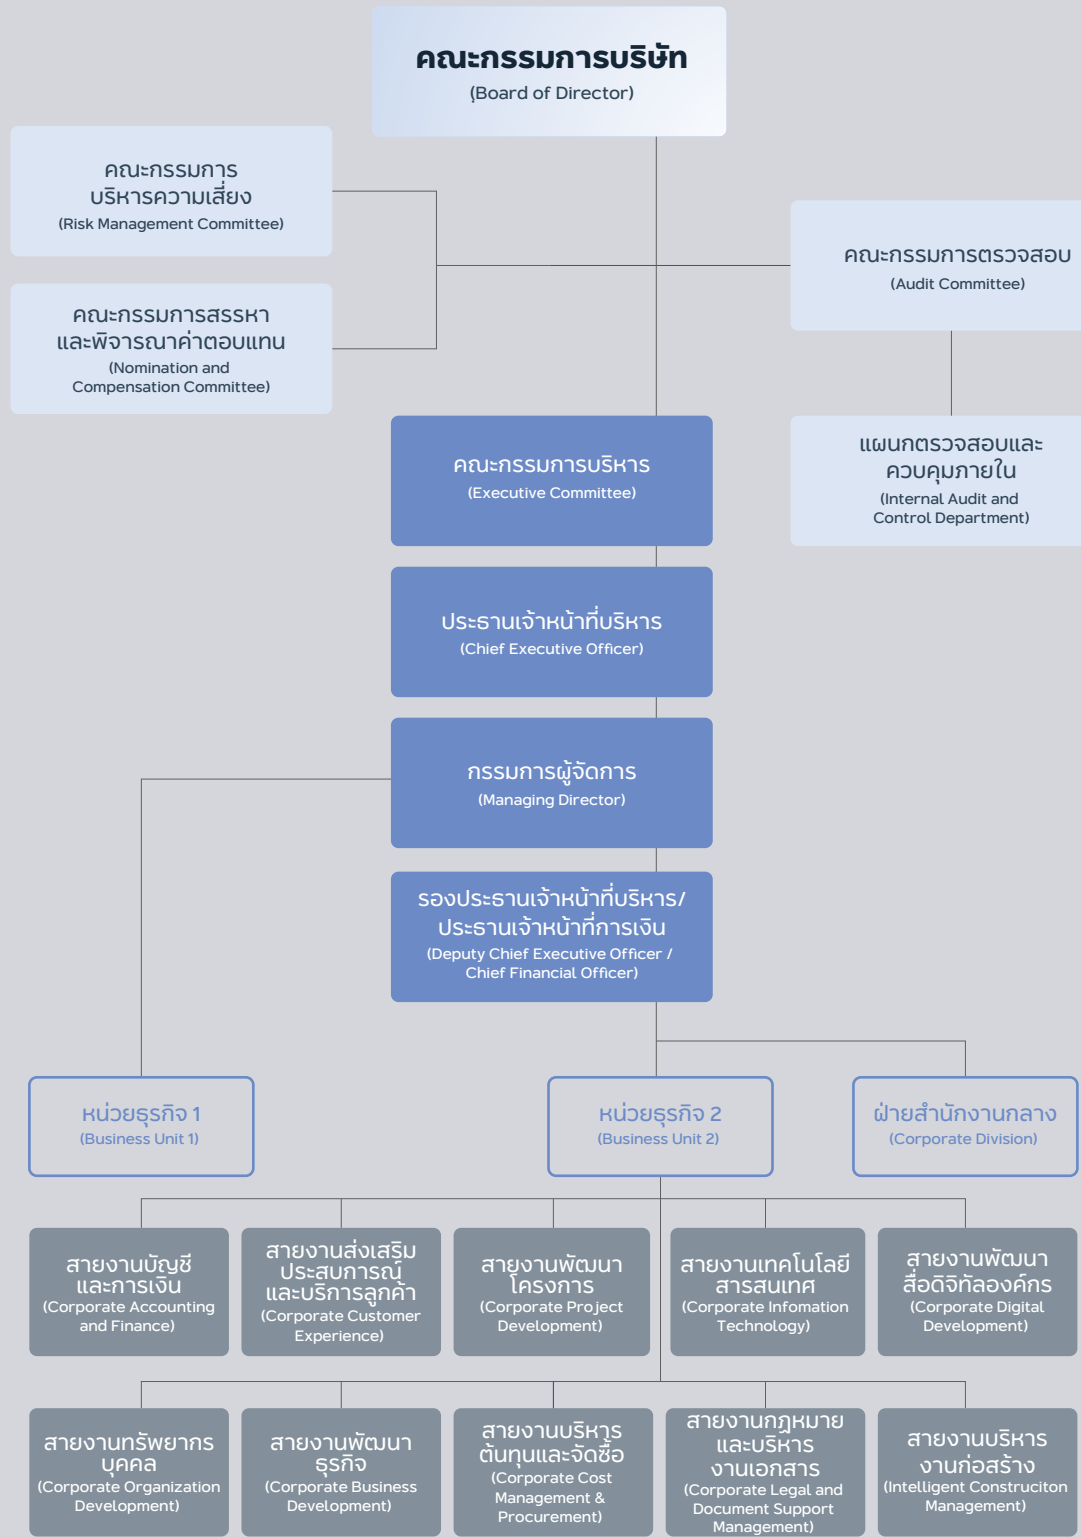 คณะกรรมการบริษัท
(Board of Director)
คณะกรรมการ
บริหารความเสี่ยง
(Risk Management Committee)
คณะกรรมการตรวจสอบ
(Audit Committee)
คณะกรรมการสรรหา
และพิจารณาค่าตอบแทน
(Nomination and
Compensation Committee)
คณะกรรมการบริหาร
(Executive Committee)
แผนกตรวจสอบและ
ควบคุมภายใน
(Internal Audit and
Control Department)
ประธานเจ้าหน้าที่บริหาร
(Chief Executive Officer)
กรรมการผู้จัดการ
(Managing Director)
รองประธานเจ้าหน้าที่บริหาร/
ประธานเจ้าหน้าที่การเงิน
(Deputy Chief Executive Officer /
Chief Financial Officer)
หน่วยธุรกิจ 1
(Business Unit 1)
หน่วยธุรกิจ 2
(Business Unit 2)
ฝ่ายสำนักงานกลาง
(Corporate Division)
สายงานบัญชี
และการเงิน
(Corporate Accounting
and Finance)
สายงานส่งเสริม
ประสบการณ์
และบริการลูกค้า
(Corporate Customer
Experience)
สายงานพัฒนา
โครงการ
(Corporate Project
Development)
สายงานเทคโนโลยี
สารสนเทศ
(Corporate Infomation
Technology)
สายงานพัฒนา
สื่อดิจิทัลองค์กร
(Corporate Digital
Development)
สายงานทรัพยากร
บุคคล
(Corporate Organization
Development)
สายงานพัฒนา
ธุรกิจ
(Corporate Business
Development)
สายงานบริหาร
ต้นทุนและจัดซื้อ
(Corporate Cost
Management &
Procurement)
สายงานกฎหมาย
และบริหาร
งานเอกสาร
(Corporate Legal and
Document Support
Management)
สายงานบริหาร
งานก่อสร้าง
(Intelligent Construciton
Management)